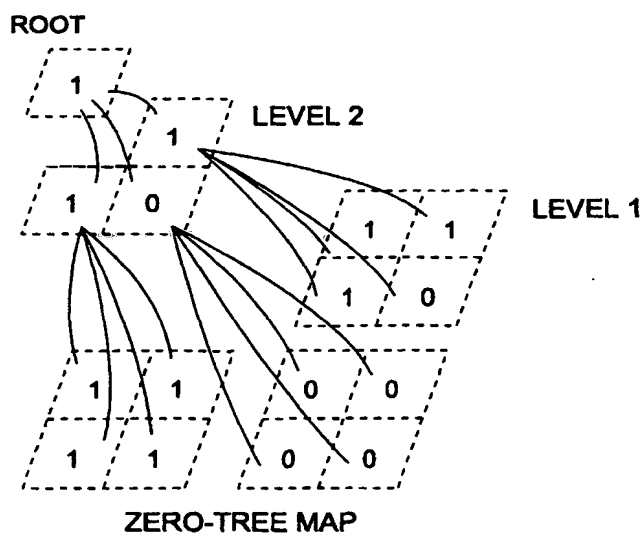 ROOT
1
LEVEL 2
1
1 0
LEVEL 1
1 1
1 0
1 1
0 0
1 1
0 0
ZERO-TREE MAP